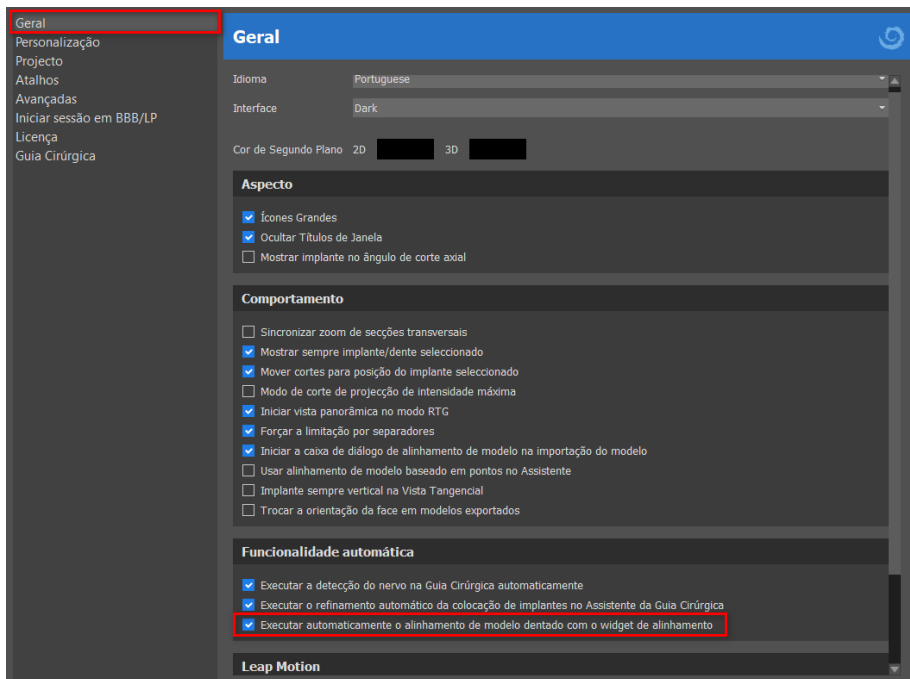 Geral
Personalização
Projecto
Atalhos
Avançadas
Iniciar sessão em BBB/LP
Licença
Guia Cirúrgica
Geral
Idioma Portuguese
Interface Dark
Cor de Segundo Plano 2D 3D
Aspecto
Ícones Grandes
Ocultar Títulos de Janela
Mostrar implante no ângulo de corte axial
Comportamento
Sincronizar zoom de secções transversais
Mostrar sempre implante/dente seleccionado
Mover cortes para posição do implante seleccionado
Modo de corte de projecção de intensidade máxima
Iniciar vista panorâmica no modo RTG
Forçar a limitação por separadores
Iniciar a caixa de diálogo de alinhamento de modelo na importação do modelo
Usar alinhamento de modelo baseado em pontos no Assistente
Implante sempre vertical na Vista Tangencial
Trocar a orientação da face em modelos exportados
Funcionalidade automática
Executar a detecção do nervo na Guia Cirúrgica automaticamente
Executar o refinamento automático da colocação de implantes no Assistente da Guia Cirúrgica
Executar automaticamente o alinhamento de modelo dentado com o widget de alinhamento
Leap Motion